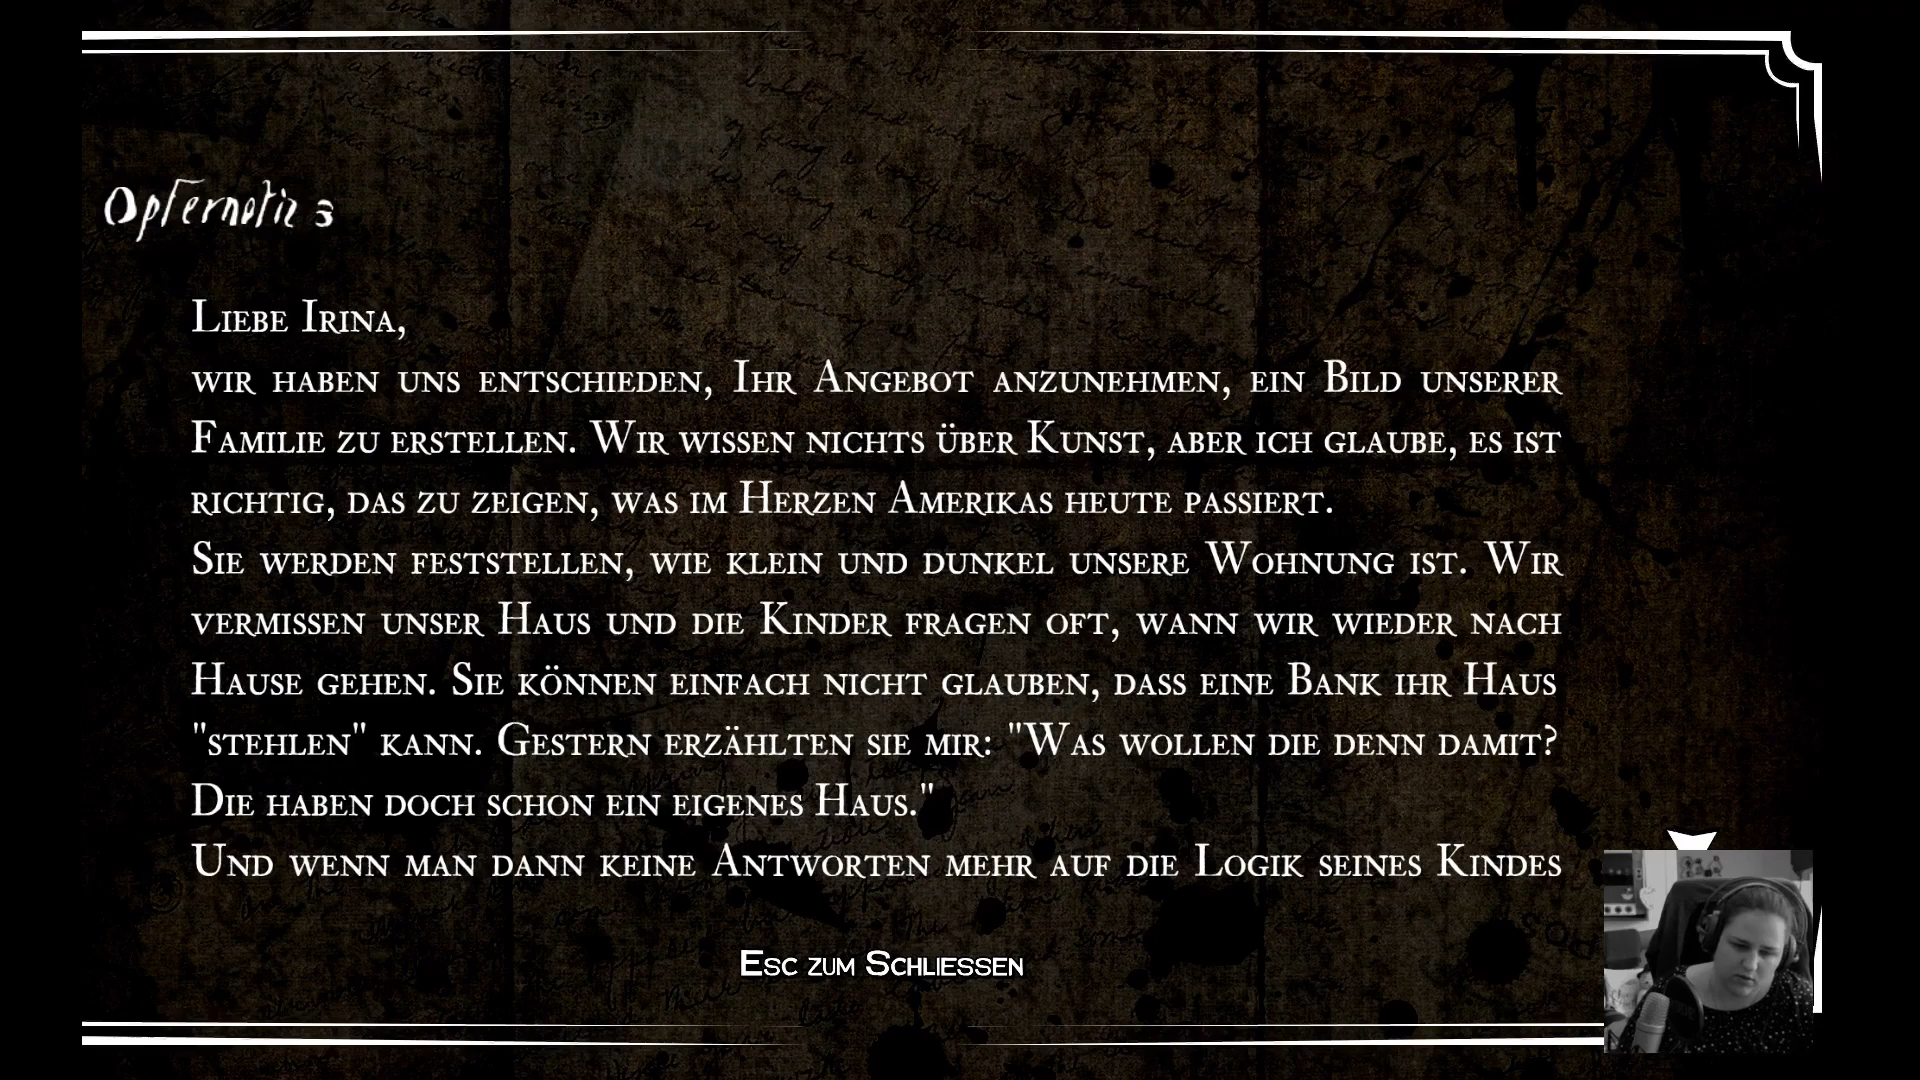 Opfernotiz 3
Liebe Irina,
wir haben uns entschieden, Ihr Angebot anzunehmen, ein Bild unserer
Familie zu erstellen. Wir wissen nichts über Kunst, aber ich glaube, es ist
richtig, das zu zeigen, was im Herzen Amerikas heute passiert.
Sie werden feststellen, wie klein und dunkel unsere Wohnung ist. Wir
vermissen unser Haus und die Kinder fragen oft, wann wir wieder nach
Hause gehen. Sie können einfach nicht glauben, dass eine Bank ihr Haus
"stehlen" kann. Gestern erzählten sie mir: "Was wollen die denn damit?
Die haben doch schon ein eigenes Haus."
Und wenn man dann keine Antworten mehr auf die Logik seines Kindes
Esc zum Schliessen